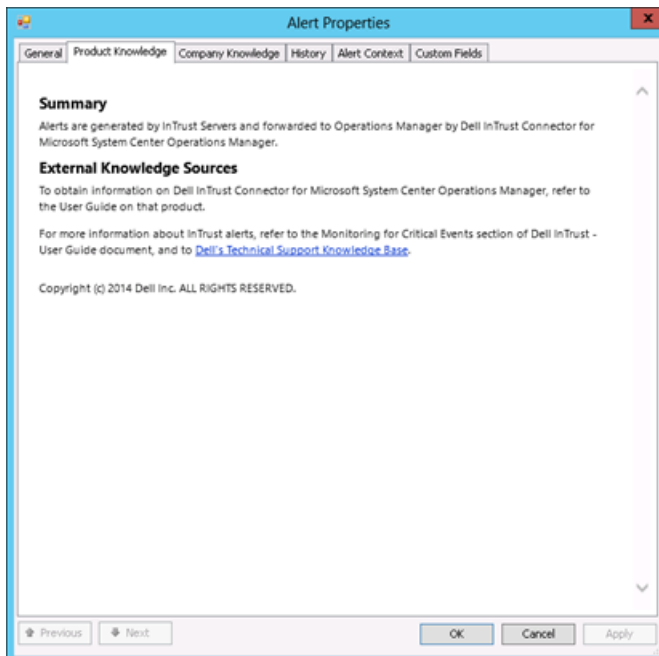 Alert Properties
x
General Product Knowledge Company Knowledge History Alert Context Custom Fields
Summary
Alerts are generated by InTrust Servers and forwarded to Operations Manager by Dell InTrust Connector for
Microsoft System Center Operations Manager.
External Knowledge Sources
To obtain information on Dell InTrust Connector for Microsoft System Center Operations Manager, refer to
the User Guide on that product.
For more information about InTrust alerts, refer to the Monitoring for Critical Events section of Dell InTrust -
User Guide document, and to Dell's Technical Support Knowledge Base.
Copyright (c) 2014 Dell Inc. ALL RIGHTS RESERVED.
Previous Next OK Cancel Apply